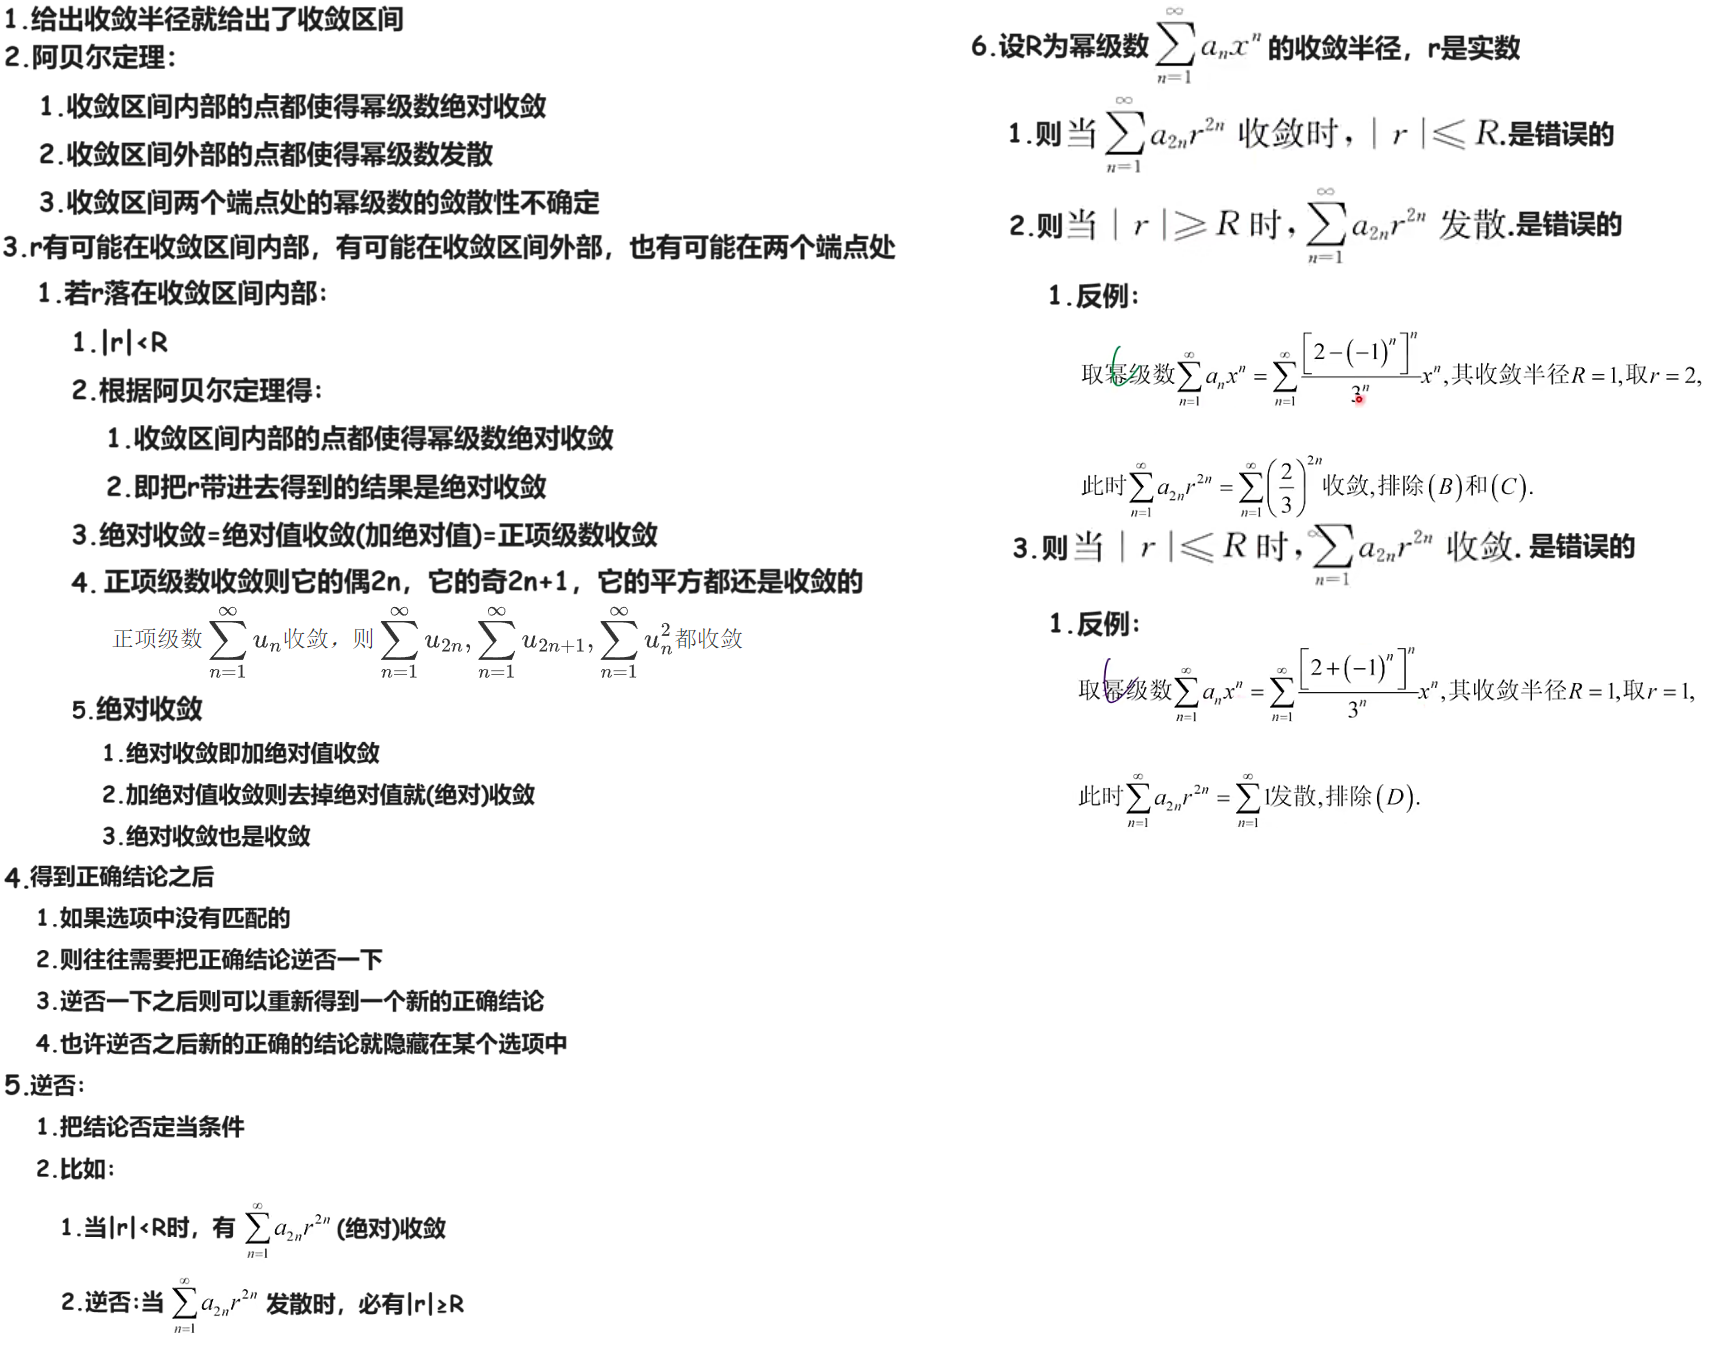 1.给出收敛半径就给出了收敛区间
2.阿贝尔定理：
1.收敛区间内部的点都使得幂级数绝对收敛
2.收敛区间外部的点都使得幂级数发散
3.收敛区间两个端点处的幂级数的敛散性不确定
3.r有可能在收敛区间内部，有可能在收敛区间外部，也有可能在两个端点处
1.若r落在收敛区间内部：
1.|r|<R
2.根据阿贝尔定理得：
1.收敛区间内部的点都使得幂级数绝对收敛
2.即把r带进去得到的结果是绝对收敛
3.绝对收敛=绝对值收敛(加绝对值)=正项级数收敛
4. 正项级数收敛则它的偶2n，它的奇2n+1，它的平方都还是收敛的
正项级数 $\sum_{n=1}^{\infty} u_n$ 收敛，则 $\sum_{n=1}^{\infty} u_{2n}, \sum_{n=1}^{\infty} u_{2n+1}, \sum_{n=1}^{\infty} u_n^2$ 都收敛
5.绝对收敛
1.绝对收敛即加绝对值收敛
2.加绝对值收敛则去掉绝对值就(绝对)收敛
3.绝对收敛也是收敛
4.得到正确结论之后
1.如果选项中没有匹配的
2.则往往需要把正确结论逆否一下
3.逆否一下之后则可以重新得到一个新的正确结论
4.也许逆否之后新的正确的结论就隐藏在某个选项中
5.逆否：
1.把结论否定当条件
2.比如：
1.当|r|<R时，有 $\sum_{n=1}^{\infty} a_{2n}r^{2n}$ (绝对)收敛
2.逆否:当 $\sum_{n=1}^{\infty} a_{2n}r^{2n}$ 发散时，必有|r|≥R
6.设R为幂级数 $\sum_{n=1}^{\infty} a_n x^n$ 的收敛半径，r是实数
1.则当 $\sum_{n=1}^{\infty} a_{2n}r^{2n}$ 收敛时，| r |⩽ R.是错误的
2.则当 | r |⩾ R 时，$\sum_{n=1}^{\infty} a_{2n}r^{2n}$ 发散.是错误的
1.反例：
取幂级数 $\sum_{n=1}^{\infty} a_n x^n = \sum_{n=1}^{\infty} \frac{[2-(-1)^n]^n}{3^n} x^n$,其收敛半径R = 1,取r = 2,
此时 $\sum_{n=1}^{\infty} a_{2n}r^{2n} = \sum_{n=1}^{\infty} \left(\frac{2}{3}\right)^{2n}$ 收敛,排除(B)和(C).
3.则当 | r |⩽ R 时，$\sum_{n=1}^{\infty} a_{2n}r^{2n}$ 收敛. 是错误的
1.反例：
取幂级数 $\sum_{n=1}^{\infty} a_n x^n = \sum_{n=1}^{\infty} \frac{[2+(-1)^n]^n}{3^n} x^n$,其收敛半径R = 1,取r = 1,
此时 $\sum_{n=1}^{\infty} a_{2n}r^{2n} = \sum_{n=1}^{\infty} 1$发散,排除(D).